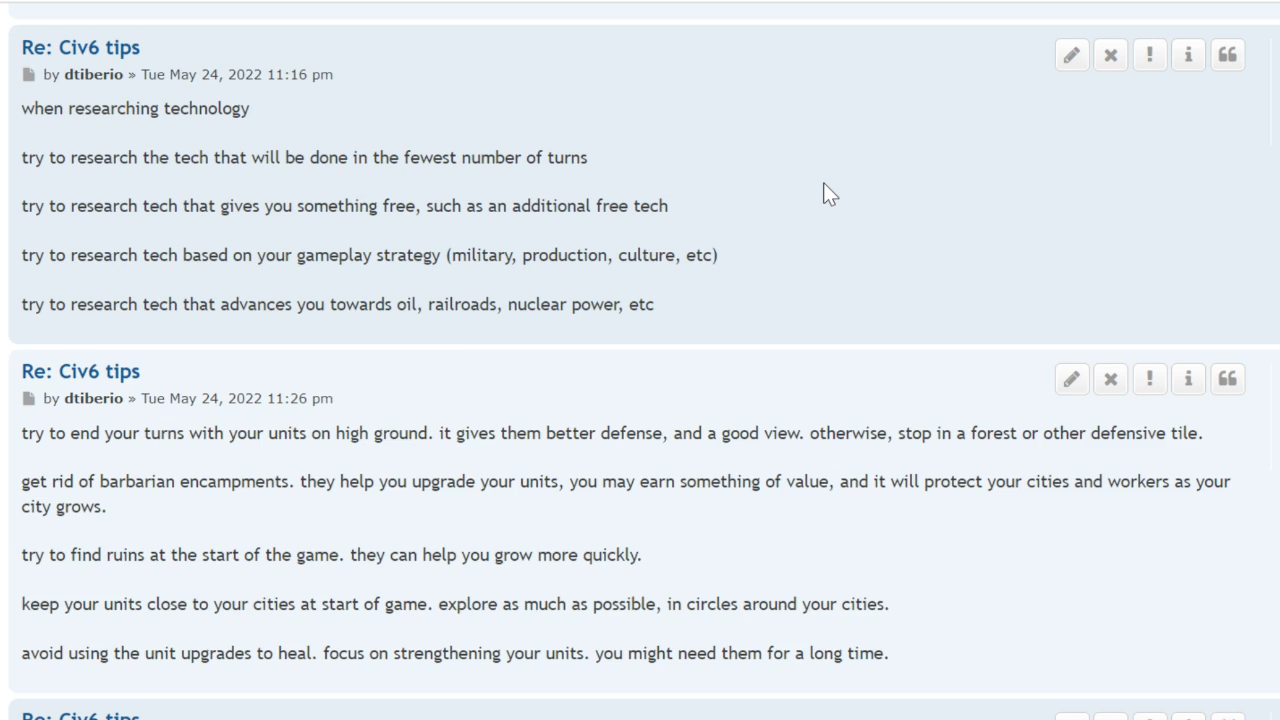 Re: Civ6 tips
by dtiberio » Tue May 24, 2022 11:16 pm
when researching technology
try to research the tech that will be done in the fewest number of turns
try to research tech that gives you something free, such as an additional free tech
try to research tech based on your gameplay strategy (military, production, culture, etc)
try to research tech that advances you towards oil, railroads, nuclear power, etc
Re: Civ6 tips
by dtiberio » Tue May 24, 2022 11:26 pm
try to end your turns with your units on high ground. it gives them better defense, and a good view. otherwise, stop in a forest or other defensive tile.
get rid of barbarian encampments. they help you upgrade your units, you may earn something of value, and it will protect your cities and workers as your
city grows.
try to find ruins at the start of the game. they can help you grow more quickly.
keep your units close to your cities at start of game. explore as much as possible, in circles around your cities.
avoid using the unit upgrades to heal. focus on strengthening your units. you might need them for a long time.
Re: Civ6 tips